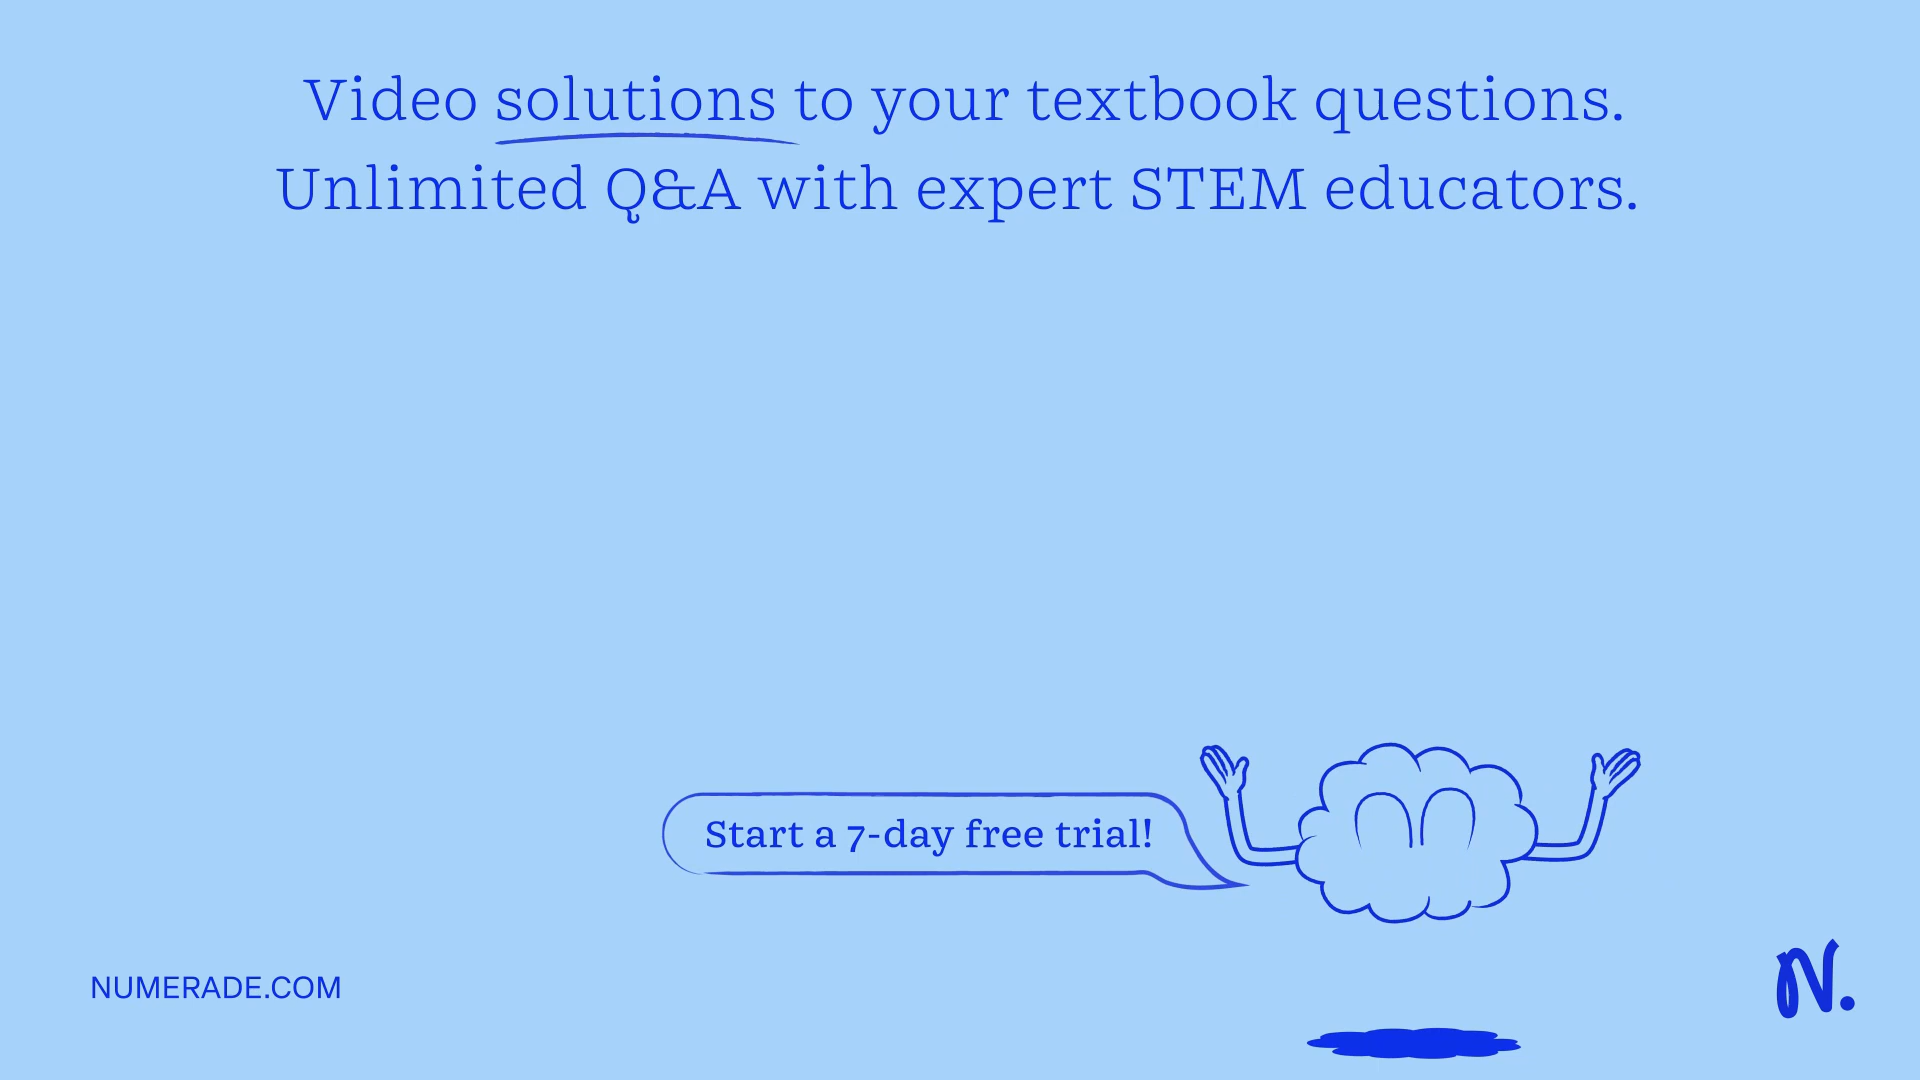 Video solutions to your textbook questions.
Unlimited Q&A with expert STEM educators.
Start a 7-day free trial!
NUMERADE.COM
N.